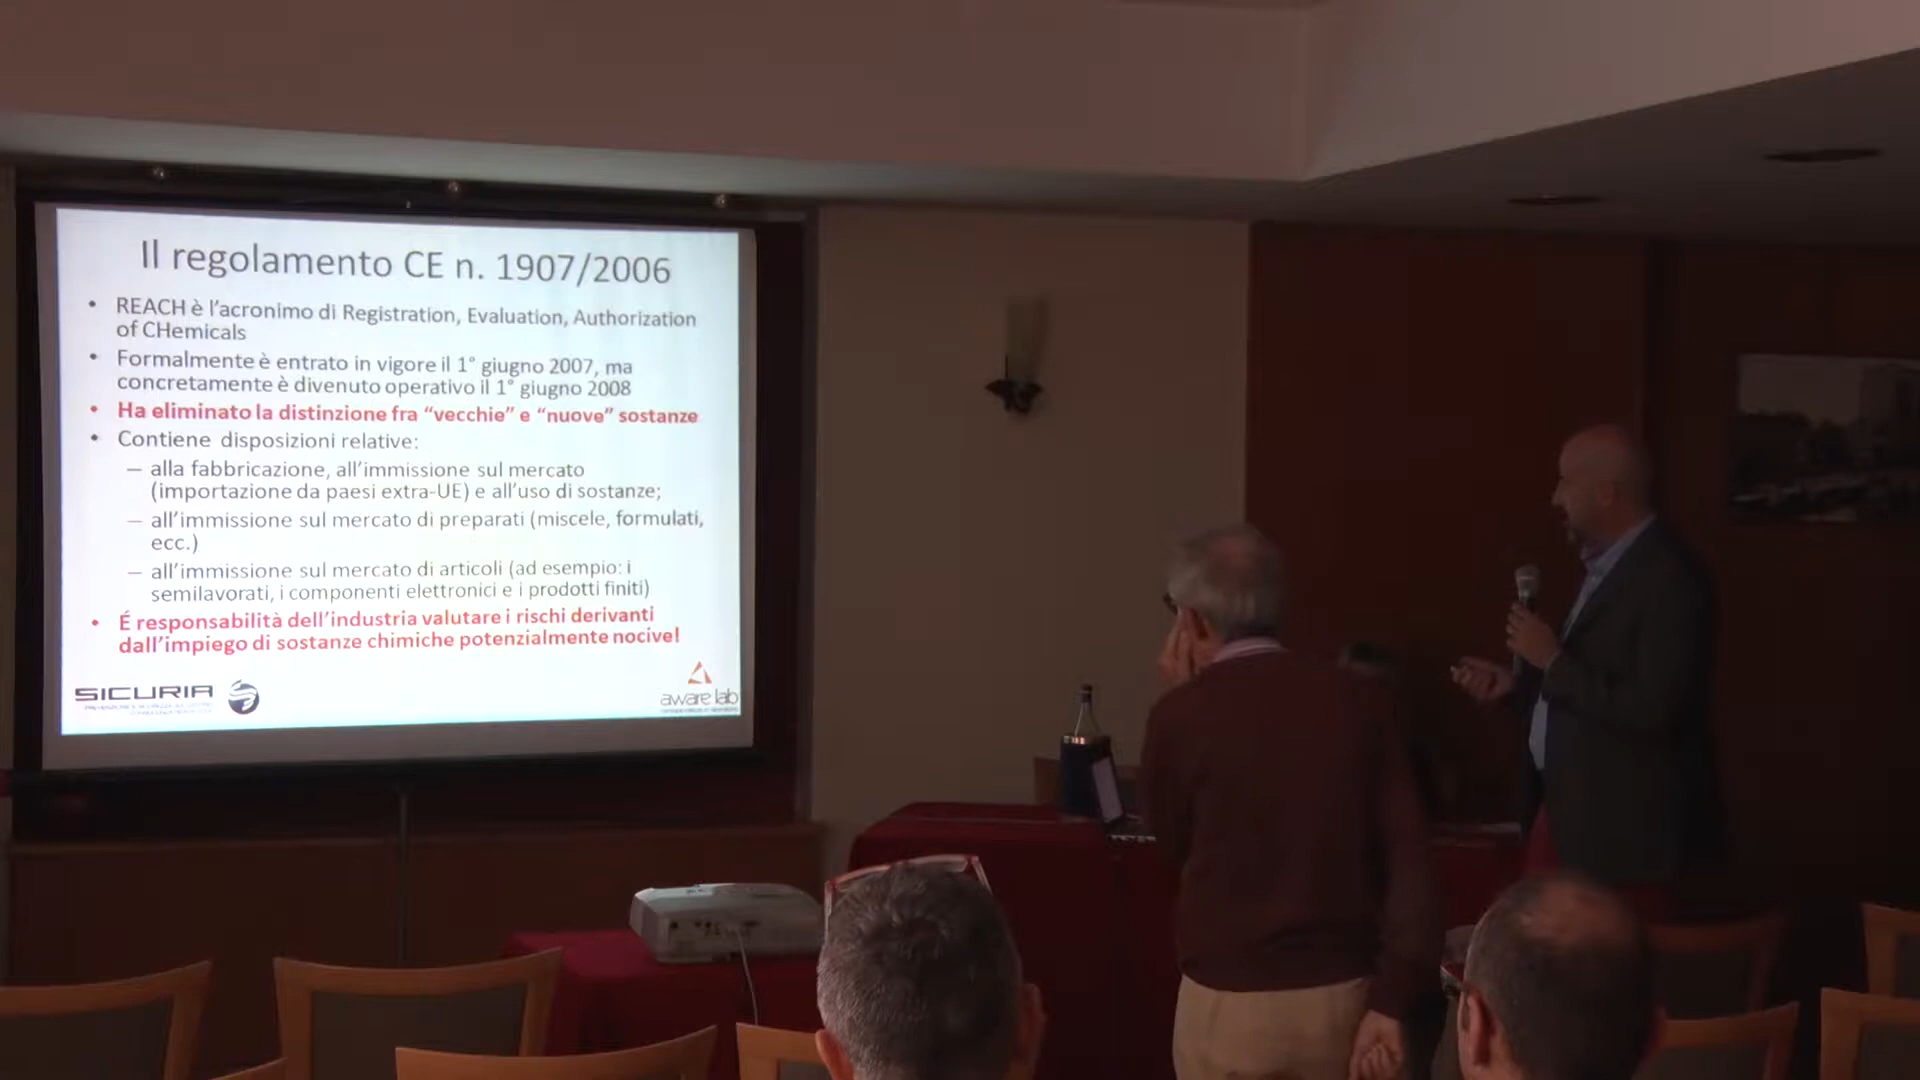 Il regolamento CE n. 1907/2006
• REACH è l'acronimo di Registration, Evaluation, Authorization
of CHemicals
• Formalmente è entrato in vigore il 1° giugno 2007, ma
concretamente è divenuto operativo il 1° giugno 2008
• Ha eliminato la distinzione fra "vecchie" e "nuove" sostanze
• Contiene disposizioni relative:
– alla fabbricazione, all'immissione sul mercato
(importazione da paesi extra-UE) e all'uso di sostanze;
– all'immissione sul mercato di preparati (miscele, formulati,
ecc.)
– all'immissione sul mercato di articoli (ad esempio: i
semilavorati, i componenti elettronici e i prodotti finiti)
• É responsabilità dell'industria valutare i rischi derivanti
dall'impiego di sostanze chimiche potenzialmente nocive!
SICURIA
aware lab